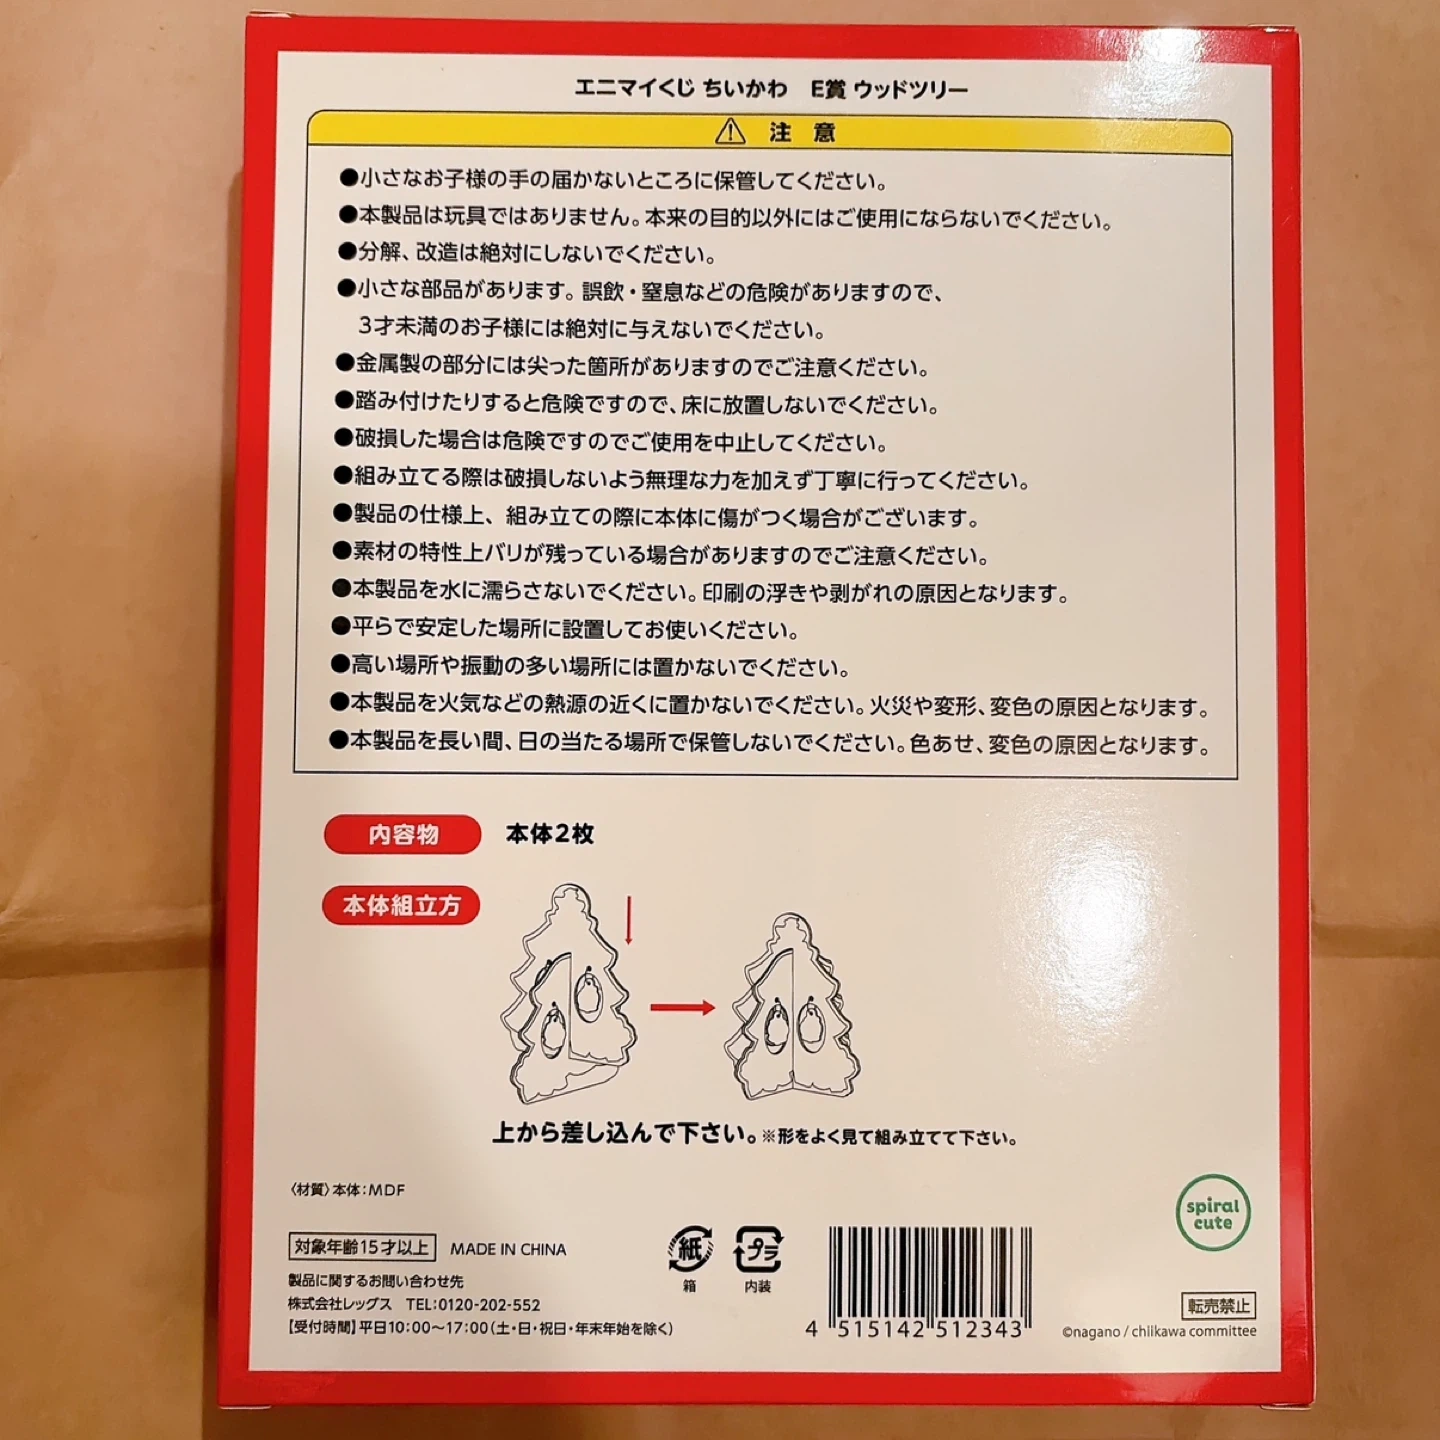 エニマイくじ ちいかわ E賞 ウッドツリー
注 意
●小さなお子様の手の届かないところに保管してください。
●本製品は玩具ではありません。本来の目的以外にはご使用にならないでください。
●分解、改造は絶対にしないでください。
●小さな部品があります。誤飲・窒息などの危険がありますので、
3才未満のお子様には絶対に与えないでください。
●金属製の部分には尖った箇所がありますのでご注意ください。
●踏み付けたりすると危険ですので、床に放置しないでください。
●破損した場合は危険ですのでご使用を中止してください。
●組み立てる際は破損しないよう無理な力を加えず丁寧に行ってください。
●製品の仕様上、組み立ての際に本体に傷がつく場合がございます。
●素材の特性上バリが残っている場合がありますのでご注意ください。
●本製品を水に濡らさないでください。印刷の浮きや剥がれの原因となります。
●平らで安定した場所に設置してお使いください。
●高い場所や振動の多い場所には置かないでください。
●本製品を火気などの熱源の近くに置かないでください。火災や変形、変色の原因となります。
●本製品を長い間、日の当たる場所で保管しないでください。色あせ、変色の原因となります。
内容物 本体2枚
本体組立方
上から差し込んで下さい。※形をよく見て組み立てて下さい。
〈材質〉本体:MDF
spiral
cute
対象年齢15才以上 MADE IN CHINA
紙
箱
プラ
内装
製品に関するお問い合わせ先
株式会社レッグス TEL:0120-202-552
【受付時間】平日10:00〜17:00(土・日・祝日・年末年始を除く)
4 515142 512343
転売禁止
©nagano / chiikawa committee